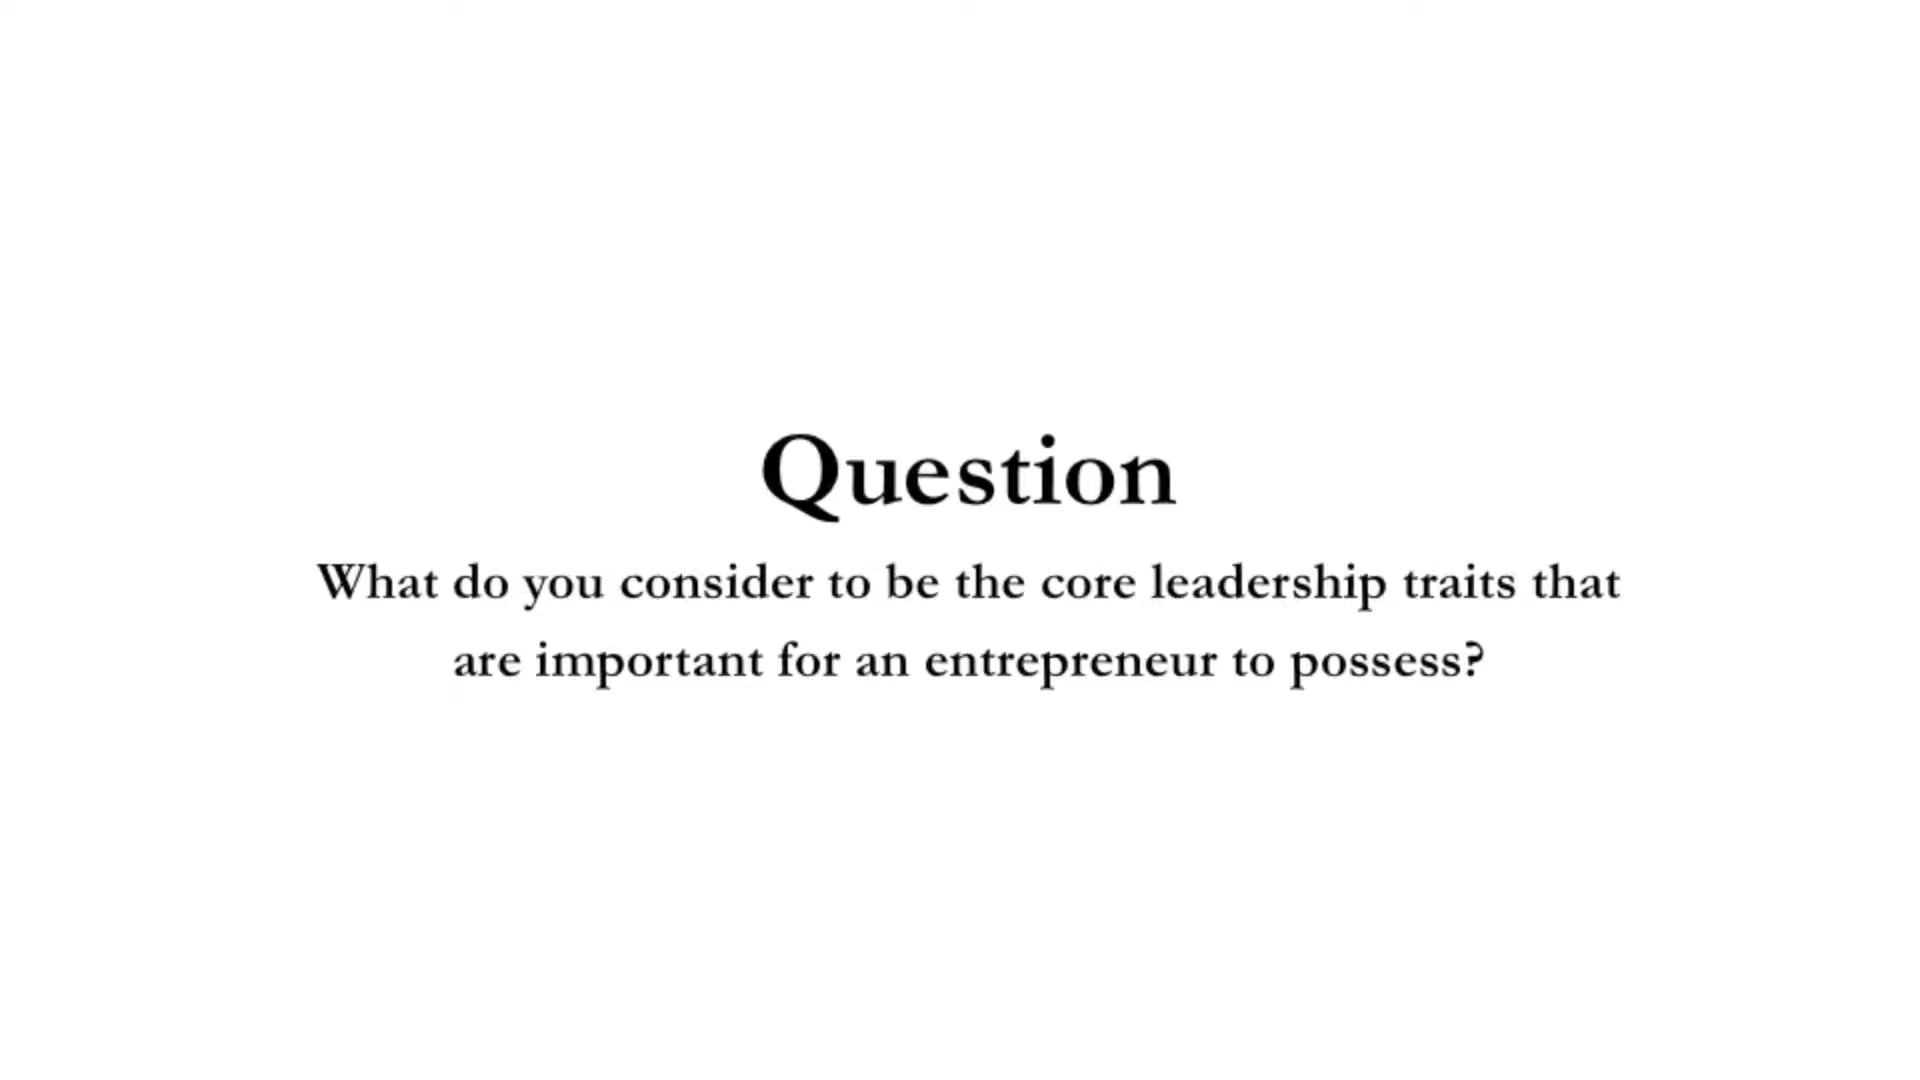 Question
What do you consider to be the core leadership traits that
are important for an entrepreneur to possess?